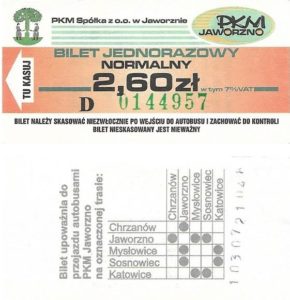 PKM Spółka z o.o. w Jaworznie
PKM
JAWORZNO
BILET JEDNORAZOWY
NORMALNY
TU KASUJ
2,60zł
w tym 7% VAT
D 0144957
BILET NALEŻY SKASOWAĆ NIEZWŁOCZNIE PO WEJŚCIU DO AUTOBUSU I ZACHOWAĆ DO KONTROLI
BILET NIESKASOWANY JEST NIEWAŻNY
Bilet upoważnia do
przejazdu autobusami
PKM Jaworzno
na oznaczonej trasie:
Chrzanów
Jaworzno
Mysłowice
Sosnowiec
Katowice
Chrzanów
Jaworzno
Mysłowice
Sosnowiec
Katowice